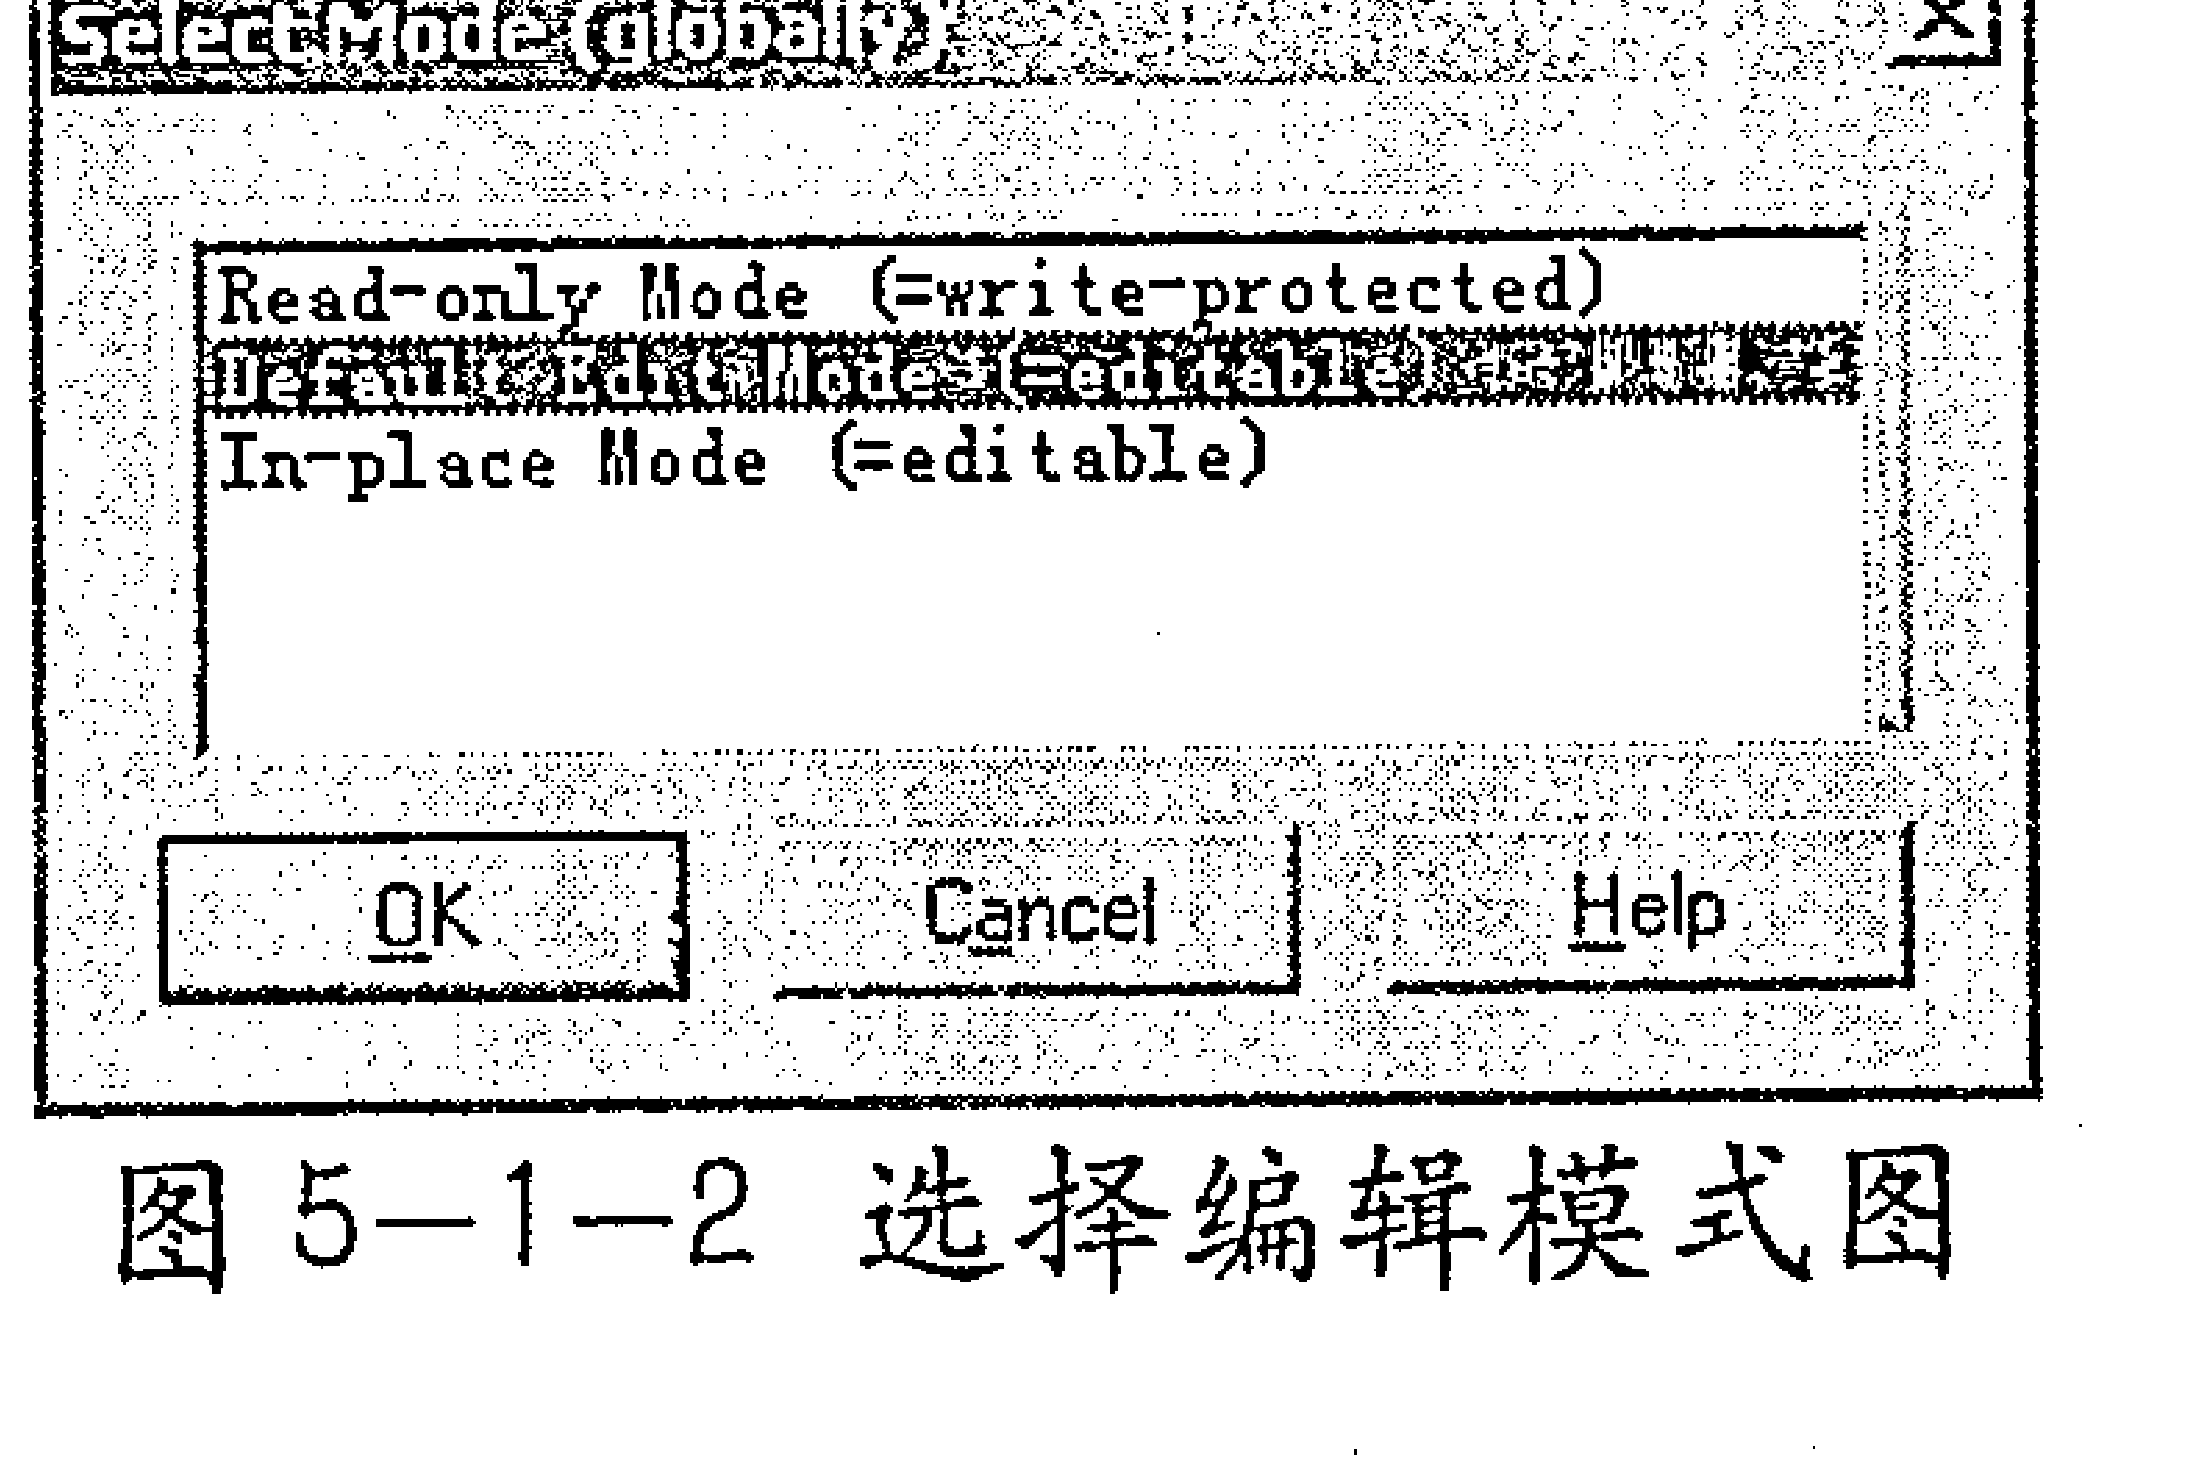 Select Mode (globally)
Read-only Mode (=write-protected)
Default Edit Mode (=editable)
In-place Mode (=editable)
OK Cancel Help
图 5—1—2 选择编辑模式图